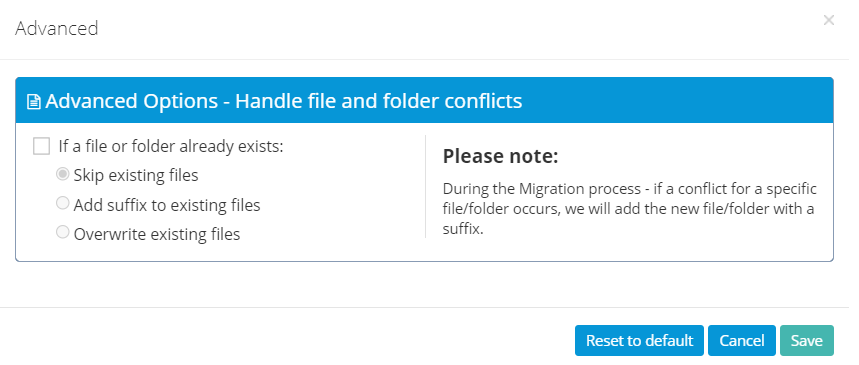 Advanced
Advanced Options - Handle file and folder conflicts
If a file or folder already exists:
Skip existing files
Add suffix to existing files
Overwrite existing files
Please note:
During the Migration process - if a conflict for a specific
file/folder occurs, we will add the new file/folder with a
suffix.
Reset to default
Cancel
Save